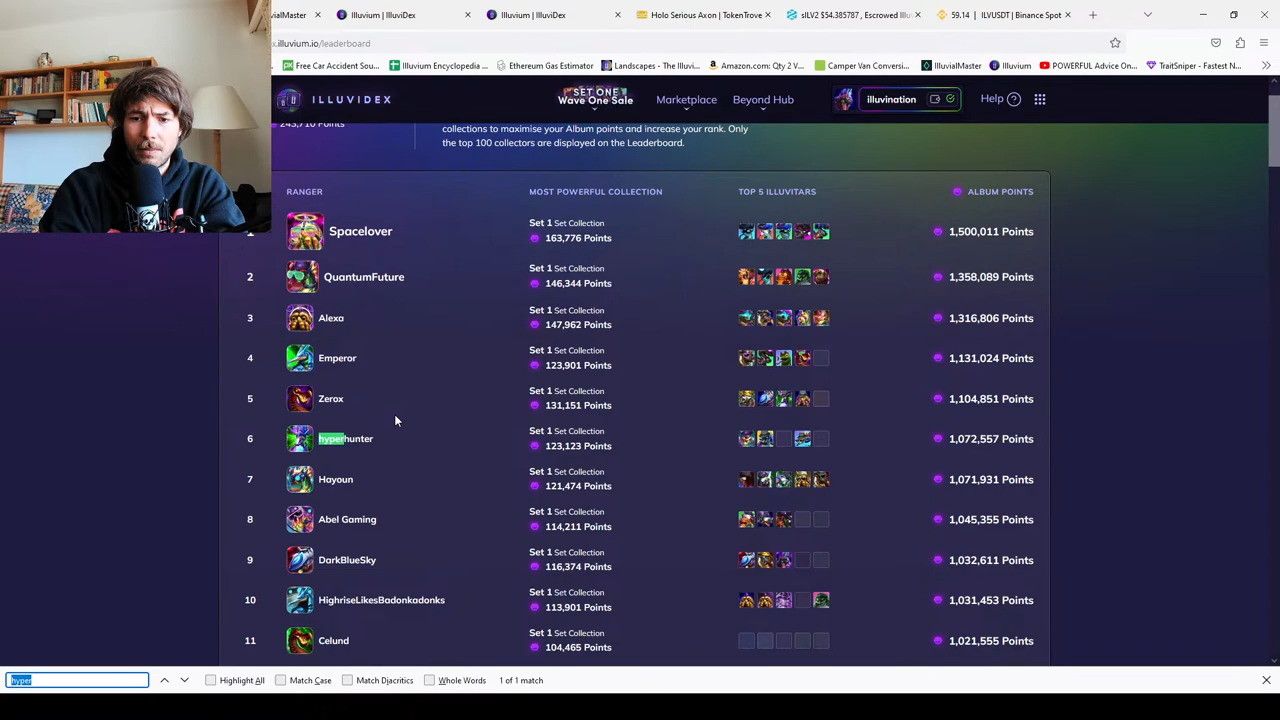 vialMaster
Illuvium | IlluviDex
Illuvium | IlluviDex
Holo Serious Axon | TokenTrove
sILV2 $54.385787 , Escrowed Illu
59.14 | ILVUSDT | Binance Spot
x.illuvium.io/leaderboard
Free Car Accident Sou...
Illuvium Encyclopedia ...
Ethereum Gas Estimator
Landscapes - The Illuvi...
Amazon.com: Qty 2 V...
Camper Van Conversi...
IlluvialMaster
Illuvium
POWERFUL Advice On...
TraitSniper - Fastest N...
ILLUVIDEX
SET ONE
Wave One Sale
Marketplace
Beyond Hub
illuvination
Help ?
243,710 Points
collections to maximise your Album points and increase your rank. Only
the top 100 collectors are displayed on the Leaderboard.
RANGER MOST POWERFUL COLLECTION TOP 5 ILLUVITARS ALBUM POINTS
1 Spacelover Set 1 Set Collection 1,500,011 Points
163,776 Points
2 QuantumFuture Set 1 Set Collection 1,358,089 Points
146,344 Points
3 Alexa Set 1 Set Collection 1,316,806 Points
147,962 Points
4 Emperor Set 1 Set Collection 1,131,024 Points
123,901 Points
5 Zerox Set 1 Set Collection 1,104,851 Points
131,151 Points
6 hyperhunter Set 1 Set Collection 1,072,557 Points
123,123 Points
7 Hayoun Set 1 Set Collection 1,071,931 Points
121,474 Points
8 Abel Gaming Set 1 Set Collection 1,045,355 Points
114,211 Points
9 DarkBlueSky Set 1 Set Collection 1,032,611 Points
116,374 Points
10 HighriseLikesBadonkadonks Set 1 Set Collection 1,031,453 Points
113,901 Points
11 Celund Set 1 Set Collection 1,021,555 Points
104,465 Points
hyper
Highlight All
Match Case
Match Diacritics
Whole Words
1 of 1 match